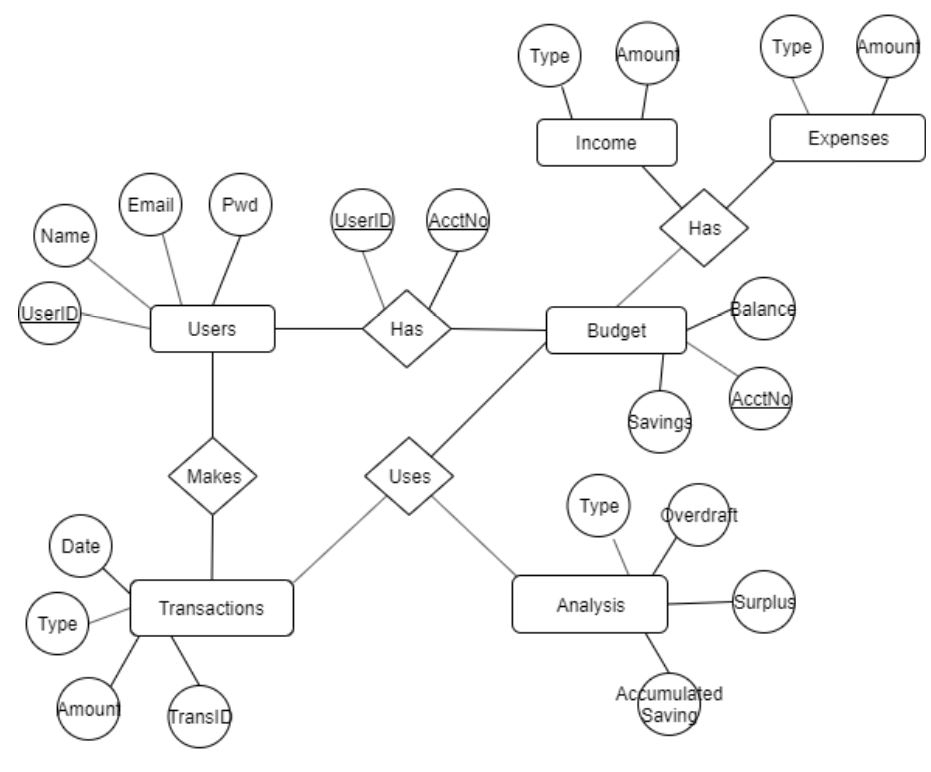 Type
Amount
Type
Amount
Income
Expenses
Name
Email
Pwd
UserID
AcctNo
Has
UserID
Users
Has
Budget
Balance
AcctNo
Savings
Makes
Uses
Type
Overdraft
Date
Transactions
Analysis
Surplus
Type
Amount
TransID
Accumulated
Saving